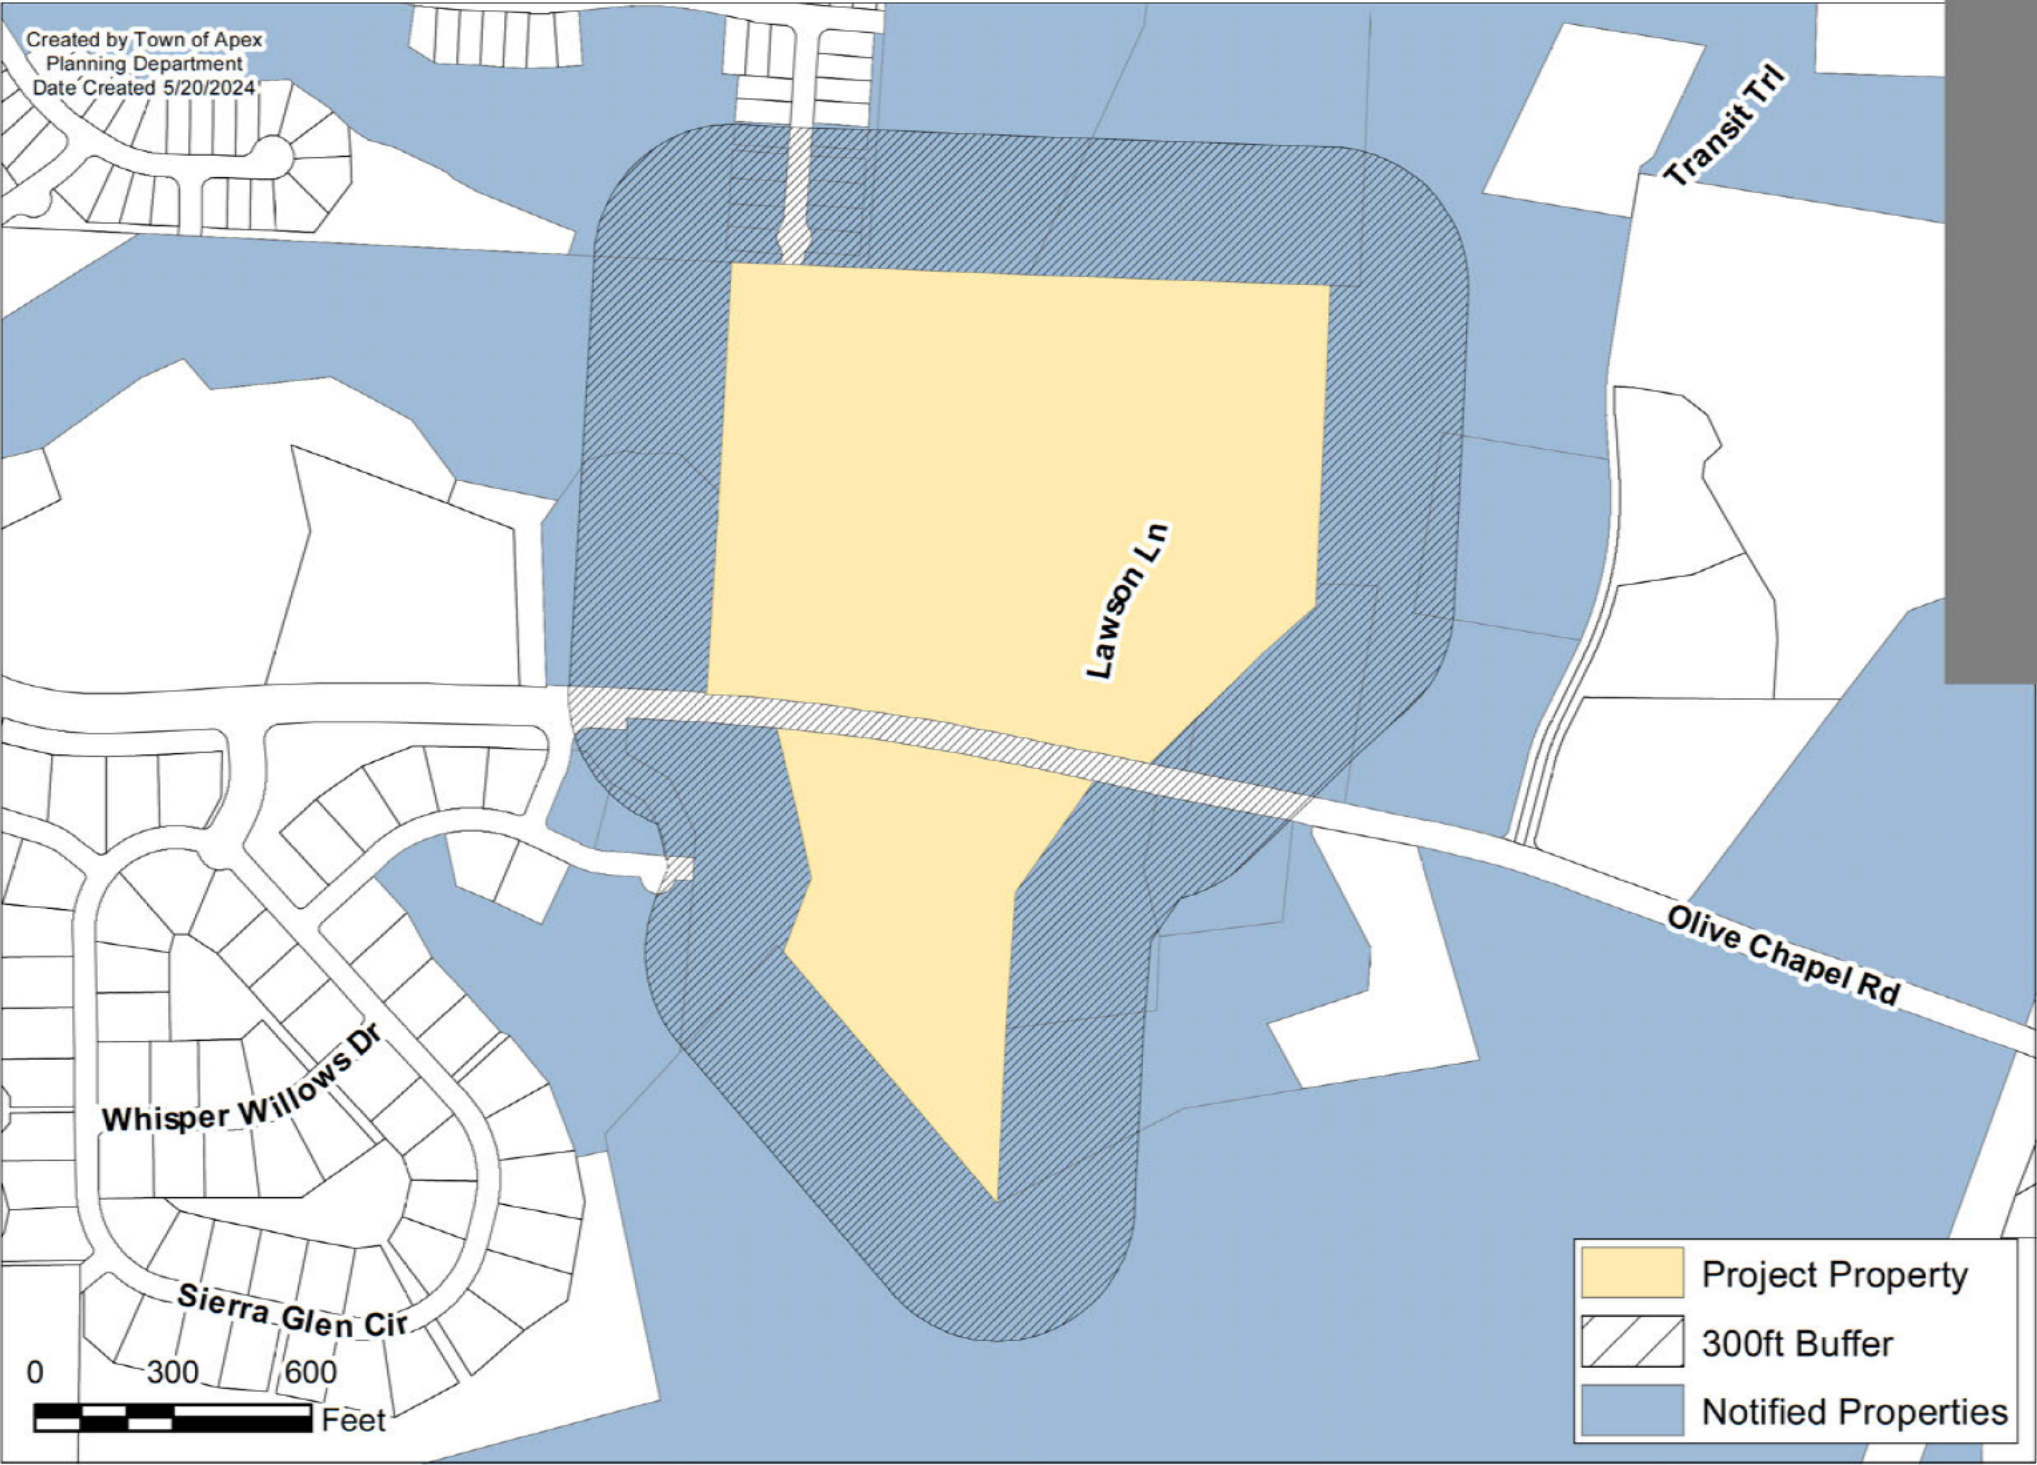 Created by Town of Apex
Planning Department
Date Created 5/20/2024
Transit Trl
Lawson Ln
Olive Chapel Rd
Whisper Willows Dr
Sierra Glen Cir
0 300 600
Feet
Project Property
300ft Buffer
Notified Properties